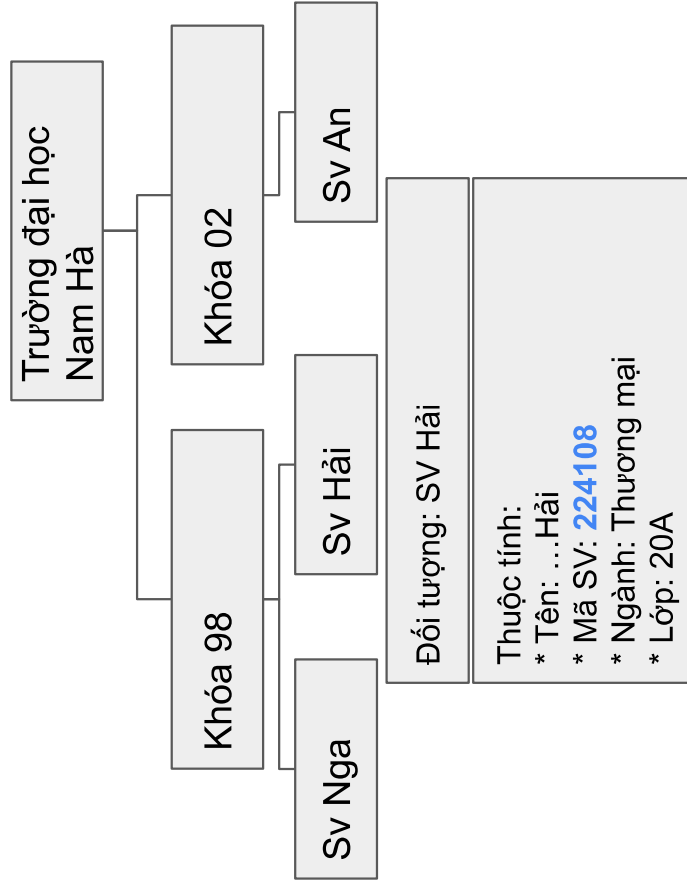 Trường đại học
Nam Hà
Khóa 98
Khóa 02
Sv Nga
Sv Hải
Sv An
Đối tượng: SV Hải
Thuộc tính:
* Tên: …Hải
* Mã SV: 224108
* Ngành: Thương mại
* Lớp: 20A